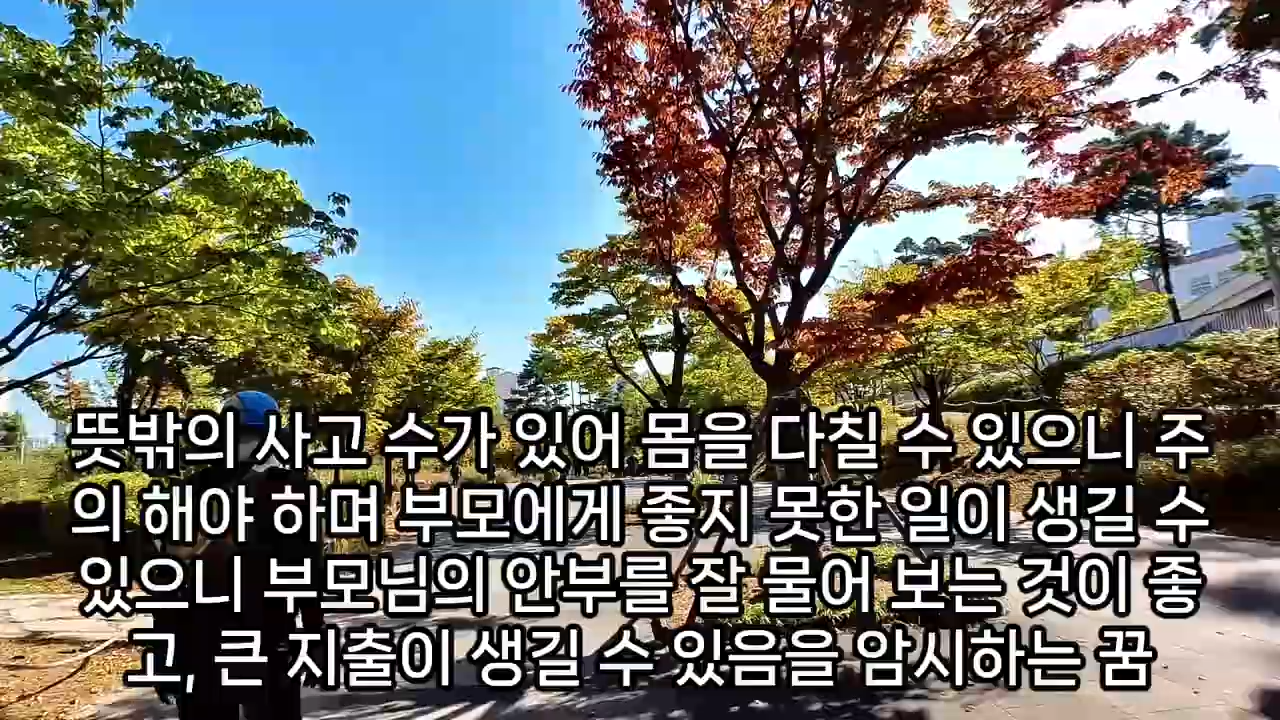 뜻밖의 사고 수가 있어 몸을 다칠 수 있으니 주
의 해야 하며 부모에게 좋지 못한 일이 생길 수
있으니 부모님의 안부를 잘 물어 보는 것이 좋
고, 큰 지출이 생길 수 있음을 암시하는 꿈